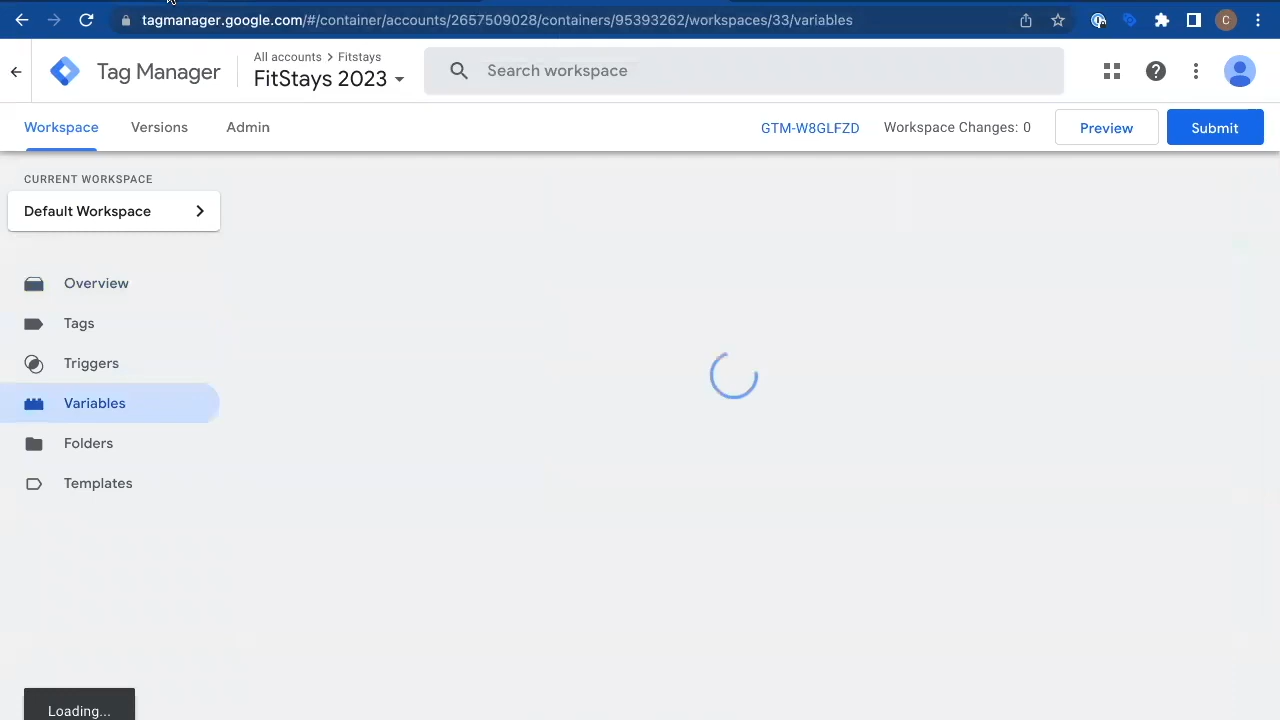 tagmanager.google.com/#/container/accounts/2657509028/containers/95393262/workspaces/33/variables
C
Tag Manager
All accounts > Fitstays
FitStays 2023
Search workspace
Workspace
Versions
Admin
GTM-W8GLFZD
Workspace Changes: 0
Preview
Submit
CURRENT WORKSPACE
Default Workspace
Overview
Tags
Triggers
Variables
Folders
Templates
Loading...